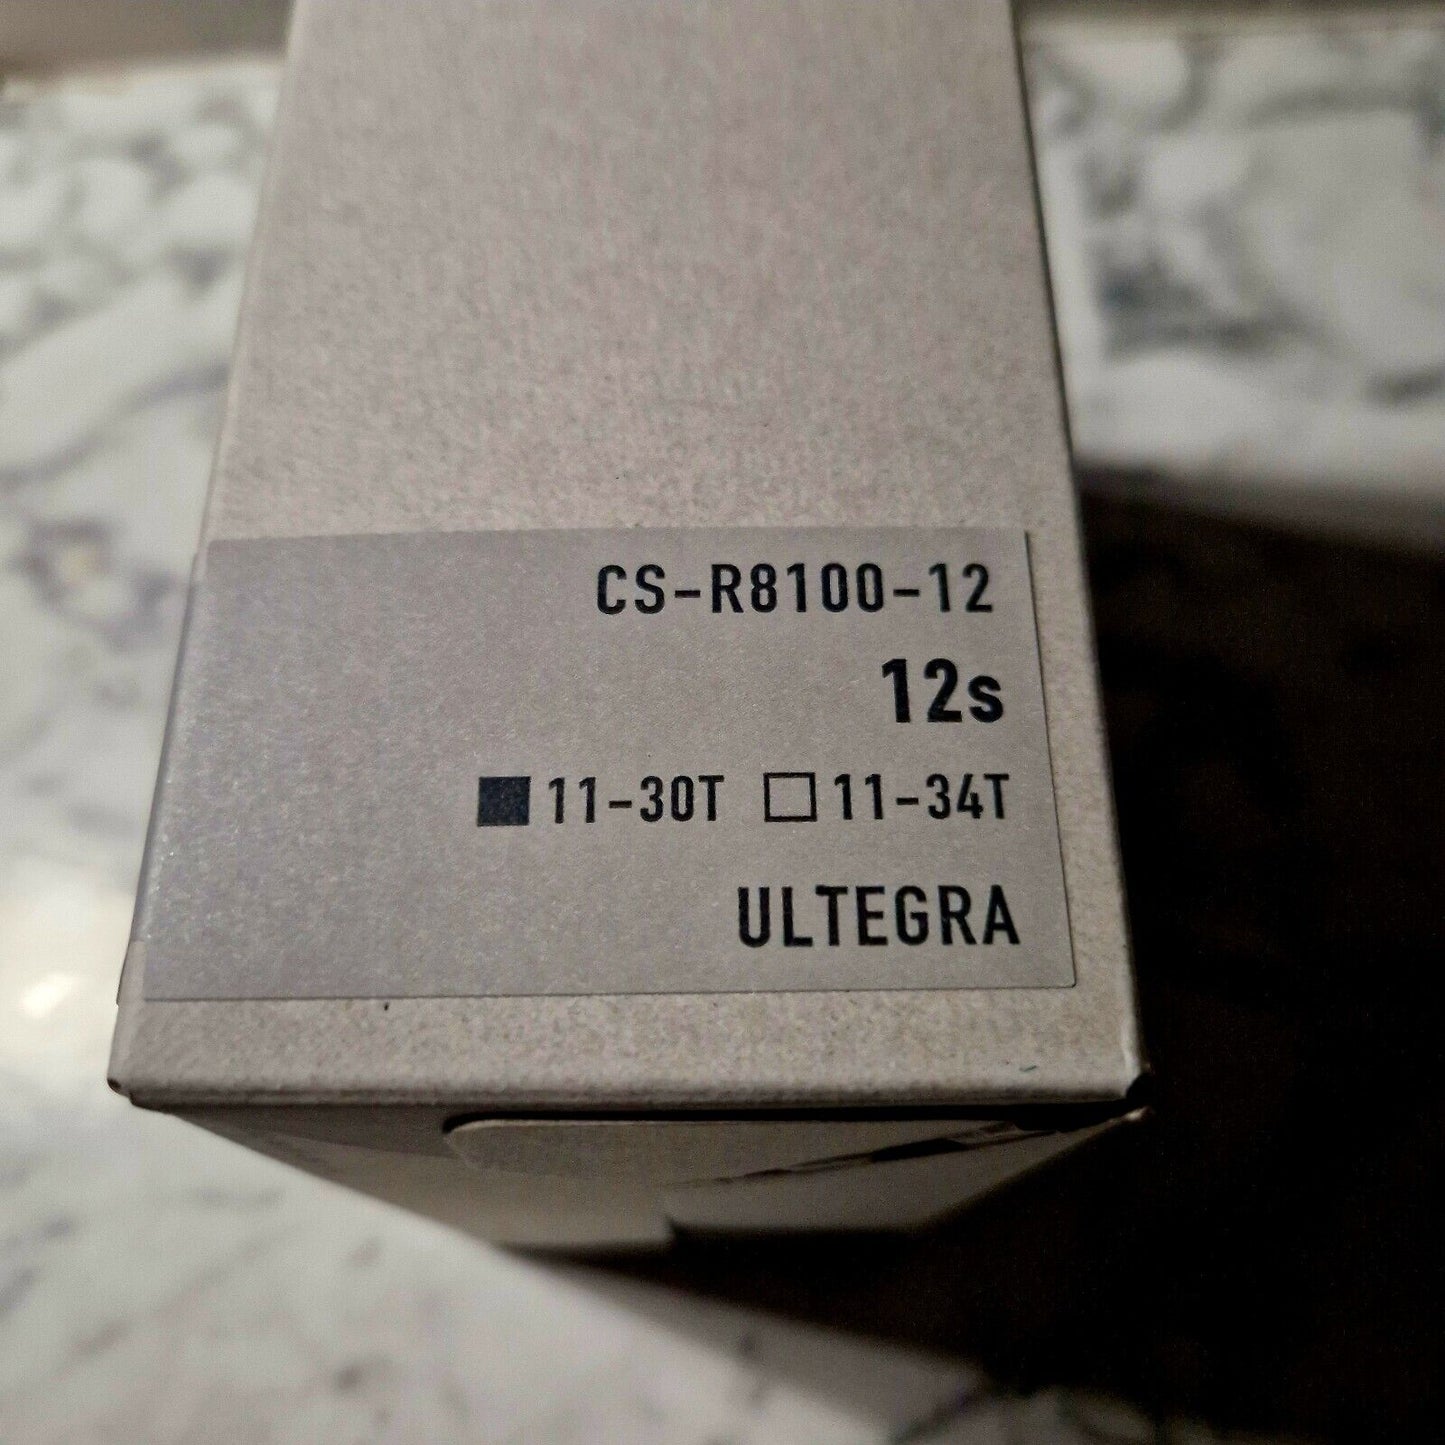 CS-R8100-12
12s
■ 11-30T □ 11-34T
ULTEGRA